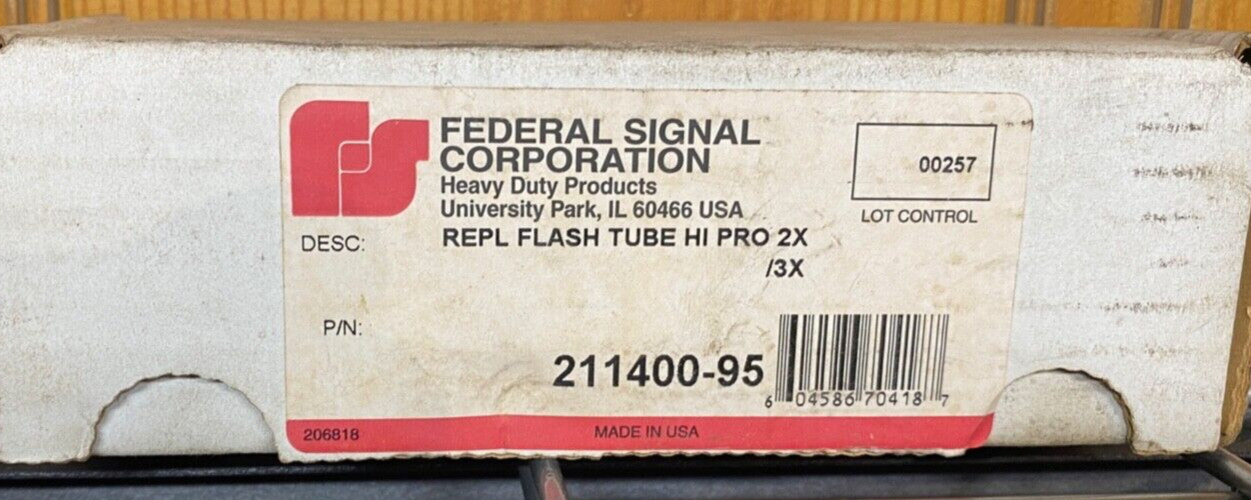 FEDERAL SIGNAL
CORPORATION
Heavy Duty Products
University Park, IL 60466 USA
00257
LOT CONTROL
DESC:
REPL FLASH TUBE HI PRO 2X
/3X
P/N:
211400-95
6 04586 70418 7
206818
MADE IN USA